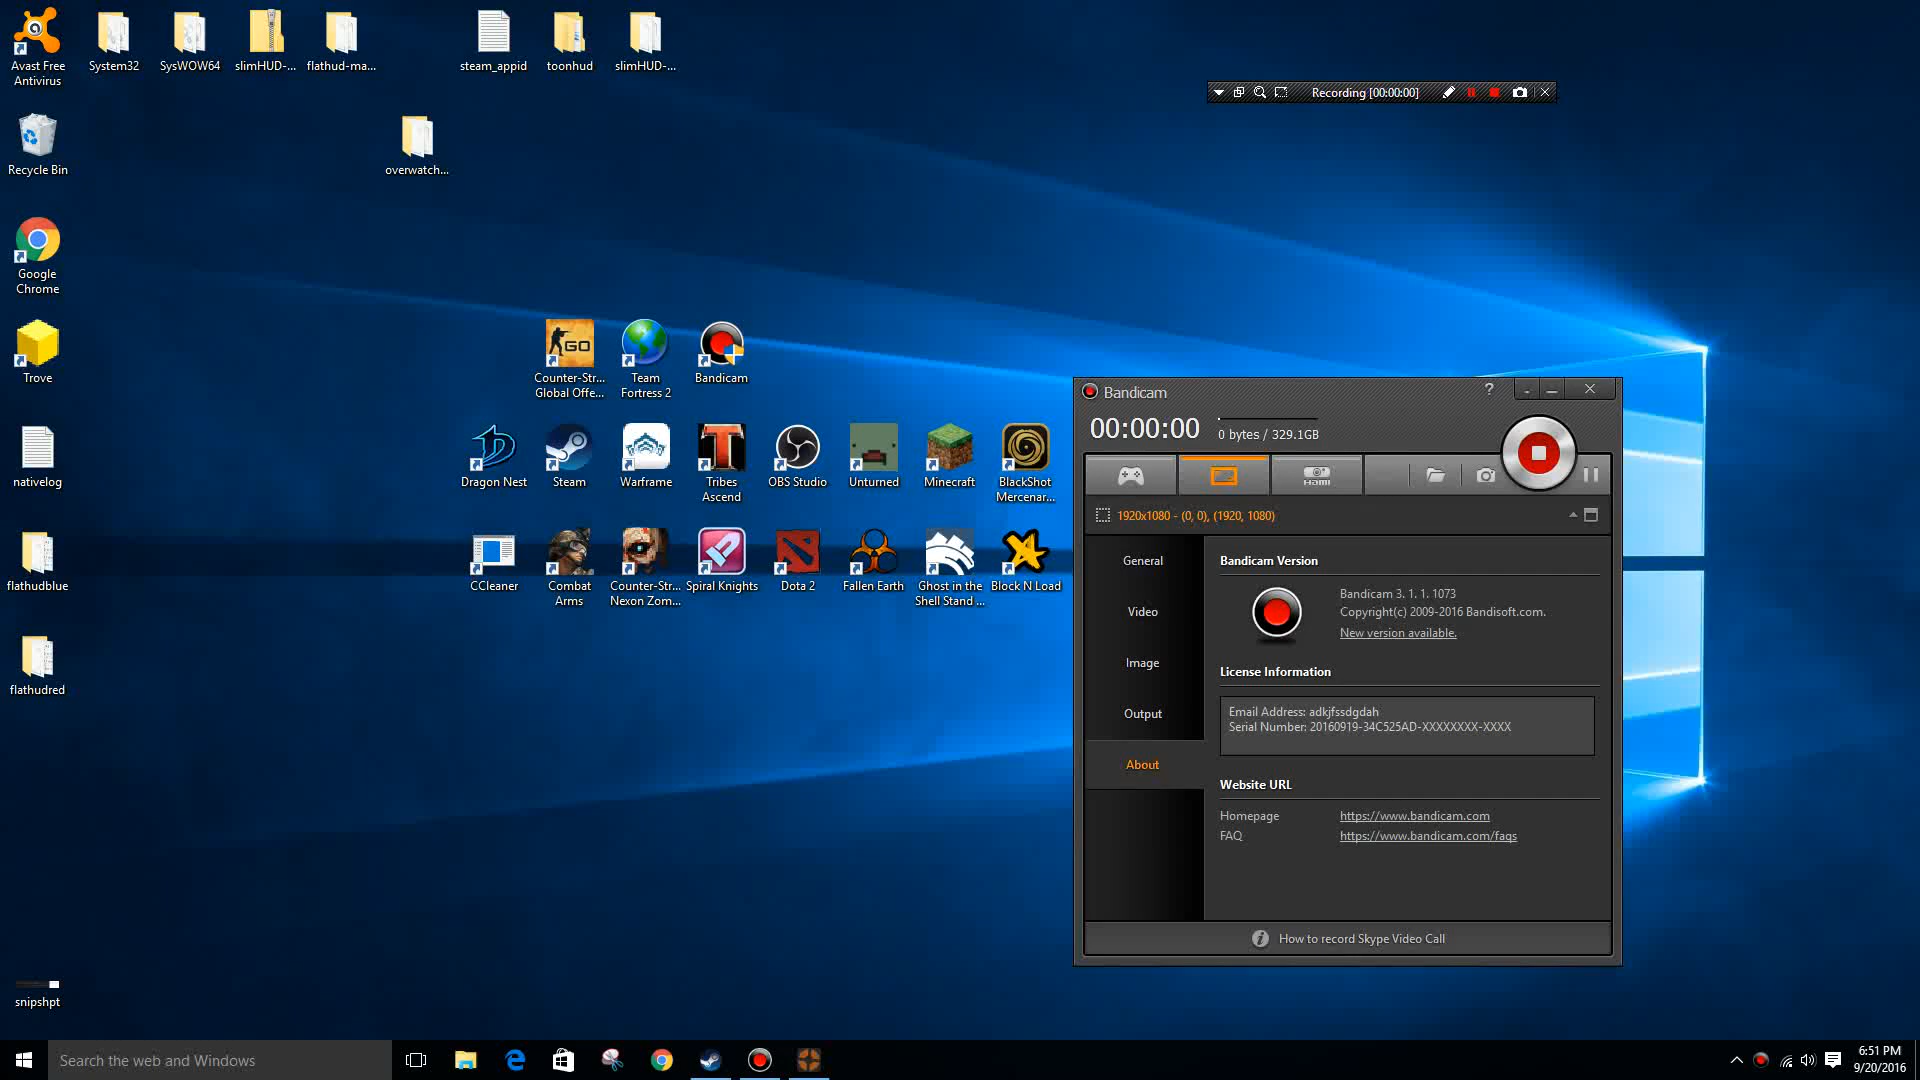 Avast Free
Antivirus
System32
SysWOW64
slimHUD-...
flathud-ma...
steam_appid
toonhud
slimHUD-...
Recording [00:00:00]
Recycle Bin
overwatch...
Google
Chrome
Trove
GO
Counter-Str...
Global Offe...
Team
Fortress 2
Bandicam
nativelog
Dragon Nest
Steam
Warframe
Tribes
Ascend
OBS Studio
Unturned
Minecraft
BlackShot
Mercenar...
flathudblue
CCleaner
Combat
Arms
Counter-Str...
Nexon Zom...
Spiral Knights
Dota 2
Fallen Earth
Ghost in the
Shell Stand ...
Block N Load
flathudred
snipshpt
Bandicam
?
00:00:00
0 bytes / 329.1GB
HDMI
1920x1080 - (0, 0), (1920, 1080)
General
Video
Image
Output
About
Bandicam Version
Bandicam 3. 1. 1. 1073
Copyright(c) 2009-2016 Bandisoft.com.
New version available.
License Information
Email Address: adkjfssdgdah
Serial Number: 20160919-34C525AD-XXXXXXXX-XXXX
Website URL
Homepage
https://www.bandicam.com
FAQ
https://www.bandicam.com/faqs
How to record Skype Video Call
Search the web and Windows
6:51 PM
9/20/2016